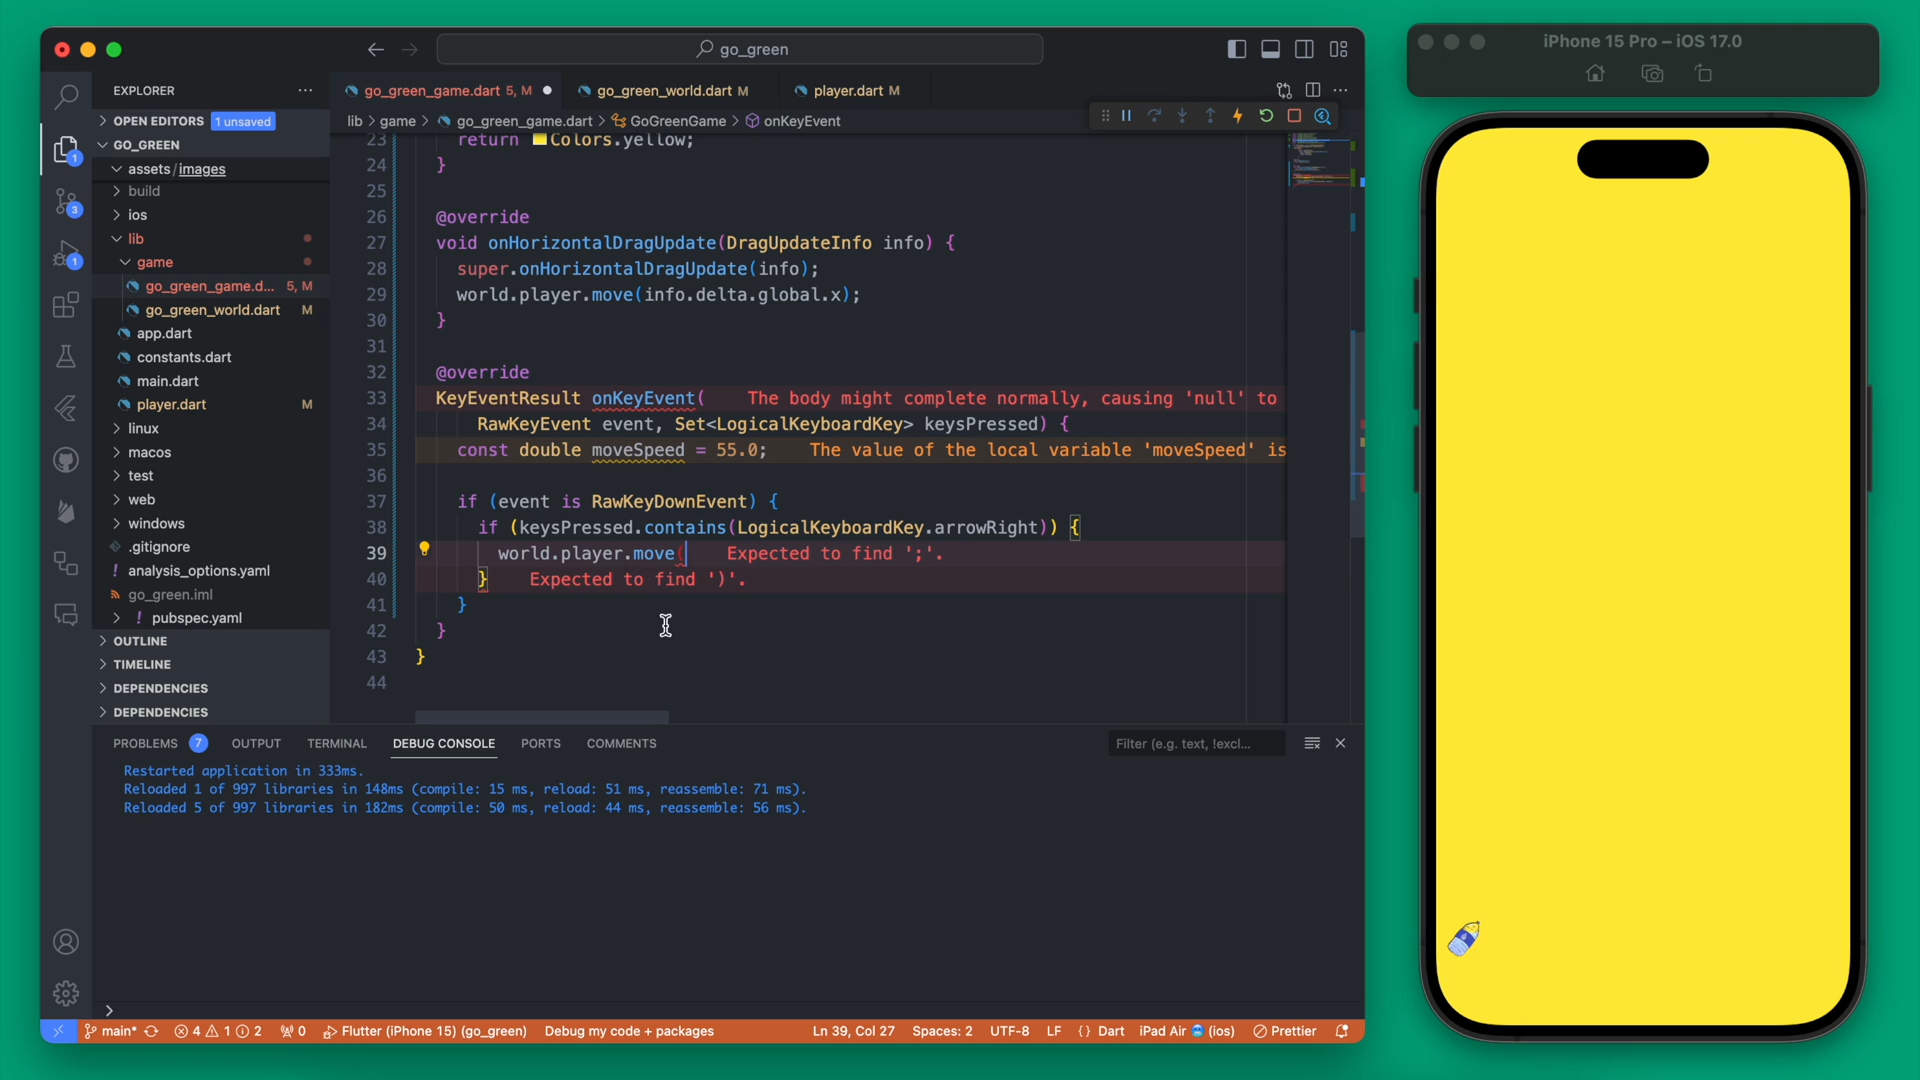 go_green
EXPLORER
OPEN EDITORS 1 unsaved
GO_GREEN
assets/images
build
ios
lib
game
go_green_game.d... 5, M
go_green_world.dart M
app.dart
constants.dart
main.dart
player.dart M
linux
macos
test
web
windows
.gitignore
! analysis_options.yaml
go_green.iml
! pubspec.yaml
OUTLINE
TIMELINE
DEPENDENCIES
DEPENDENCIES
1
3
1
go_green_game.dart 5, M
go_green_world.dart M
player.dart M
lib > game > go_green_game.dart > GoGreenGame > onKeyEvent
23 return Colors.yellow;
24 }
25
26 @override
27 void onHorizontalDragUpdate(DragUpdateInfo info) {
28 super.onHorizontalDragUpdate(info);
29 world.player.move(info.delta.global.x);
30 }
31
32 @override
33 KeyEventResult onKeyEvent( The body might complete normally, causing 'null' to
34 RawKeyEvent event, Set<LogicalKeyboardKey> keysPressed) {
35 const double moveSpeed = 55.0; The value of the local variable 'moveSpeed' is
36
37 if (event is RawKeyDownEvent) {
38 if (keysPressed.contains(LogicalKeyboardKey.arrowRight)) {
39 world.player.move( Expected to find ';'.
40 } Expected to find ')'.
41 }
42 }
43 }
44
PROBLEMS 7 OUTPUT TERMINAL DEBUG CONSOLE PORTS COMMENTS
Filter (e.g. text, !excl...
Restarted application in 333ms.
Reloaded 1 of 997 libraries in 148ms (compile: 15 ms, reload: 51 ms, reassemble: 71 ms).
Reloaded 5 of 997 libraries in 182ms (compile: 50 ms, reload: 44 ms, reassemble: 56 ms).
main* 4 1 2 0 Flutter (iPhone 15) (go_green) Debug my code + packages Ln 39, Col 27 Spaces: 2 UTF-8 LF {} Dart iPad Air (ios) Prettier
iPhone 15 Pro – iOS 17.0